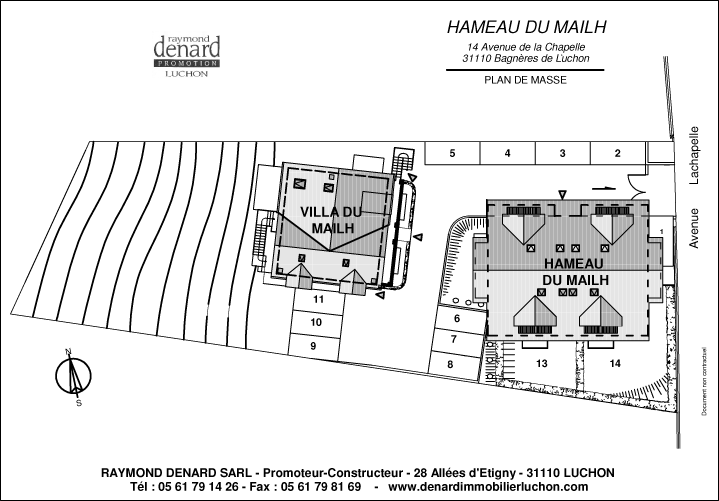 raymond
denard
PROMOTION
LUCHON
HAMEAU DU MAILH
14 Avenue de la Chapelle
31110 Bagnères de Luchon
PLAN DE MASSE
5 4 3 2
Avenue Lachapelle
VILLA DU
MAILH
1
HAMEAU
DU MAILH
11
10
9
6
7
8
13 14
N
S
Document non contractuel
RAYMOND DENARD SARL - Promoteur-Constructeur - 28 Allées d'Etigny - 31110 LUCHON
Tél : 05 61 79 14 26 - Fax : 05 61 79 81 69 - www.denardimmobilierluchon.com